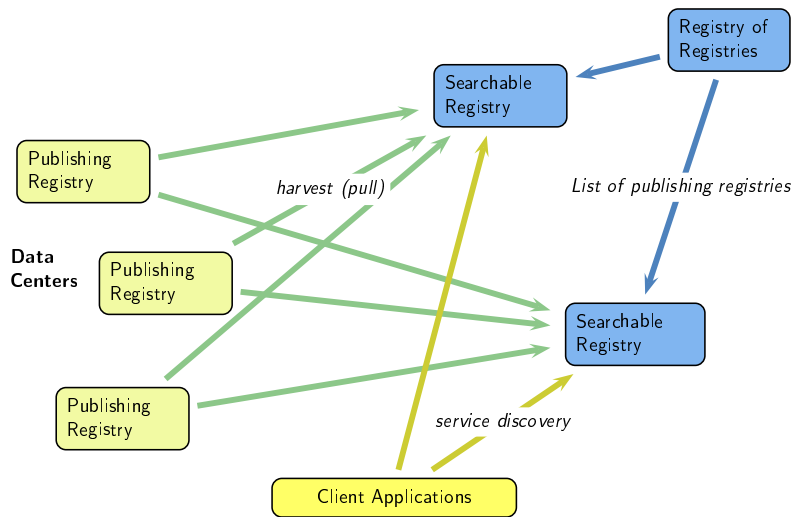 Registry of
Registries
Searchable
Registry
Publishing
Registry
harvest (pull)
List of publishing registries
Data
Centers
Publishing
Registry
Searchable
Registry
Publishing
Registry
service discovery
Client Applications